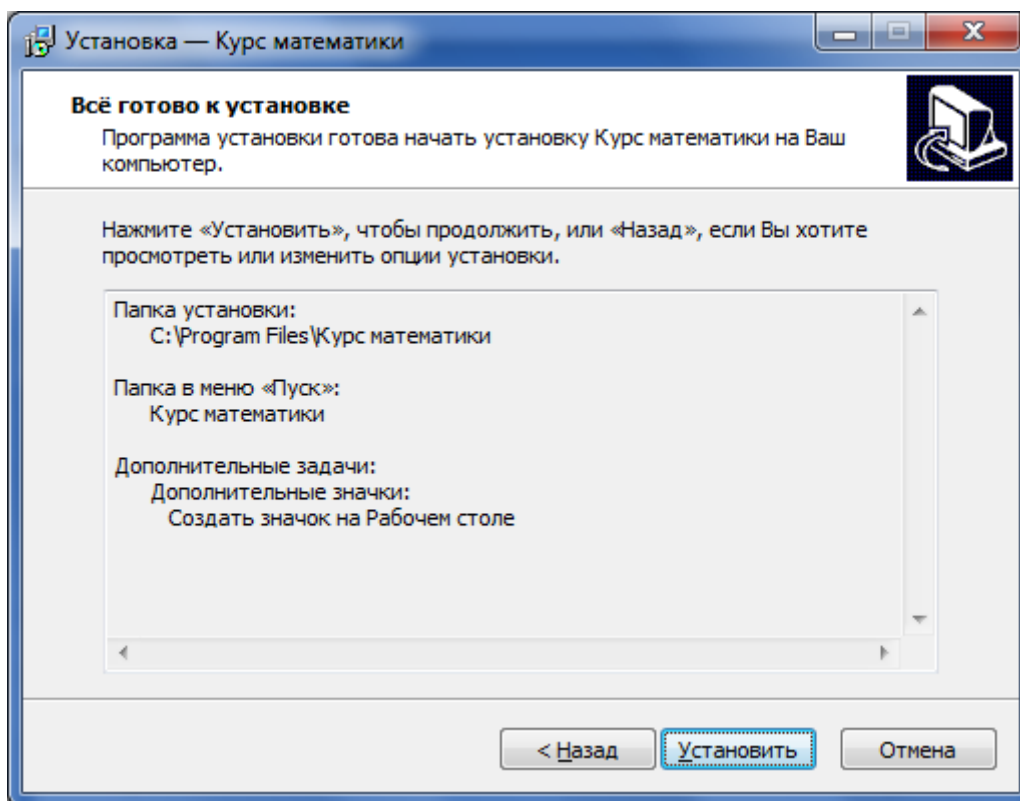 Установка — Курс математики
Всё готово к установке
Программа установки готова начать установку Курс математики на Ваш
компьютер.
Нажмите «Установить», чтобы продолжить, или «Назад», если Вы хотите
просмотреть или изменить опции установки.
Папка установки:
C:\Program Files\Курс математики
Папка в меню «Пуск»:
Курс математики
Дополнительные задачи:
Дополнительные значки:
Создать значок на Рабочем столе
< Назад
Установить
Отмена